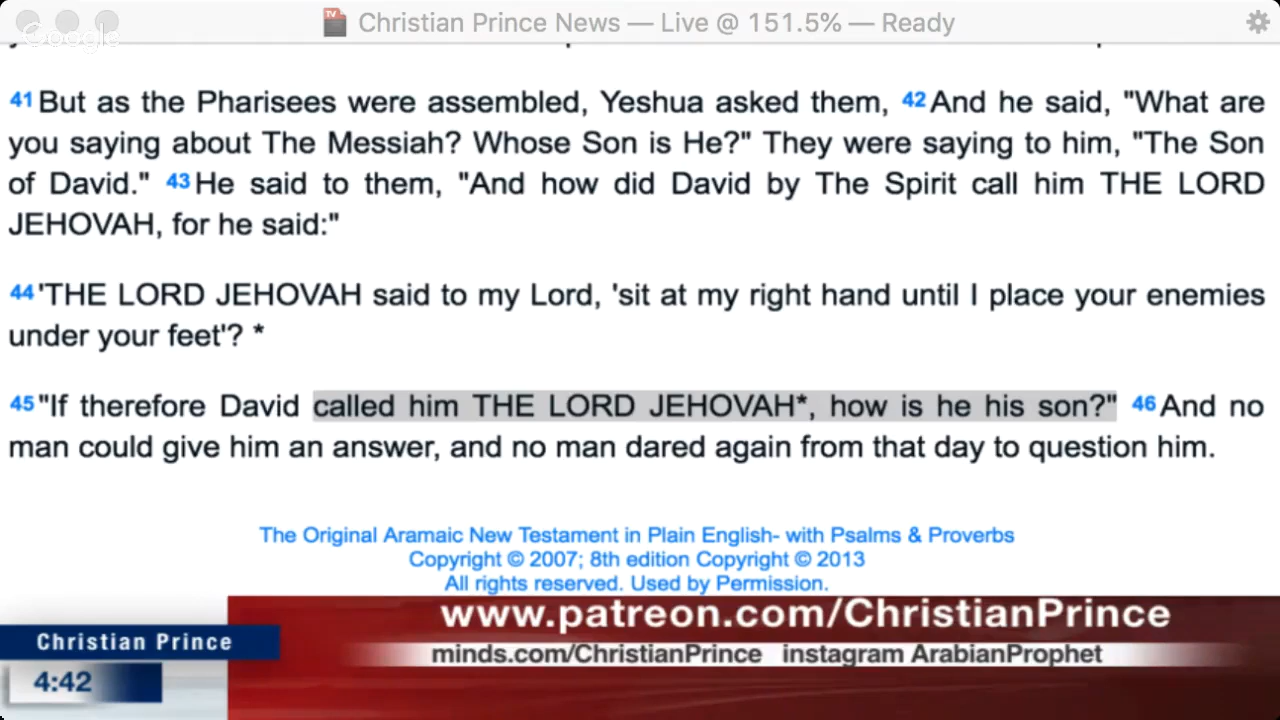 Christian Prince News — Live @ 151.5% — Ready
Google
41 But as the Pharisees were assembled, Yeshua asked them, 42 And he said, "What are
you saying about The Messiah? Whose Son is He?" They were saying to him, "The Son
of David." 43 He said to them, "And how did David by The Spirit call him THE LORD
JEHOVAH, for he said:"
44 'THE LORD JEHOVAH said to my Lord, 'sit at my right hand until I place your enemies
under your feet'? *
45 "If therefore David called him THE LORD JEHOVAH*, how is he his son?" 46 And no
man could give him an answer, and no man dared again from that day to question him.
The Original Aramaic New Testament in Plain English- with Psalms & Proverbs
Copyright © 2007; 8th edition Copyright © 2013
All rights reserved. Used by Permission.
www.patreon.com/ChristianPrince
Christian Prince
minds.com/ChristianPrince instagram ArabianProphet
4:42